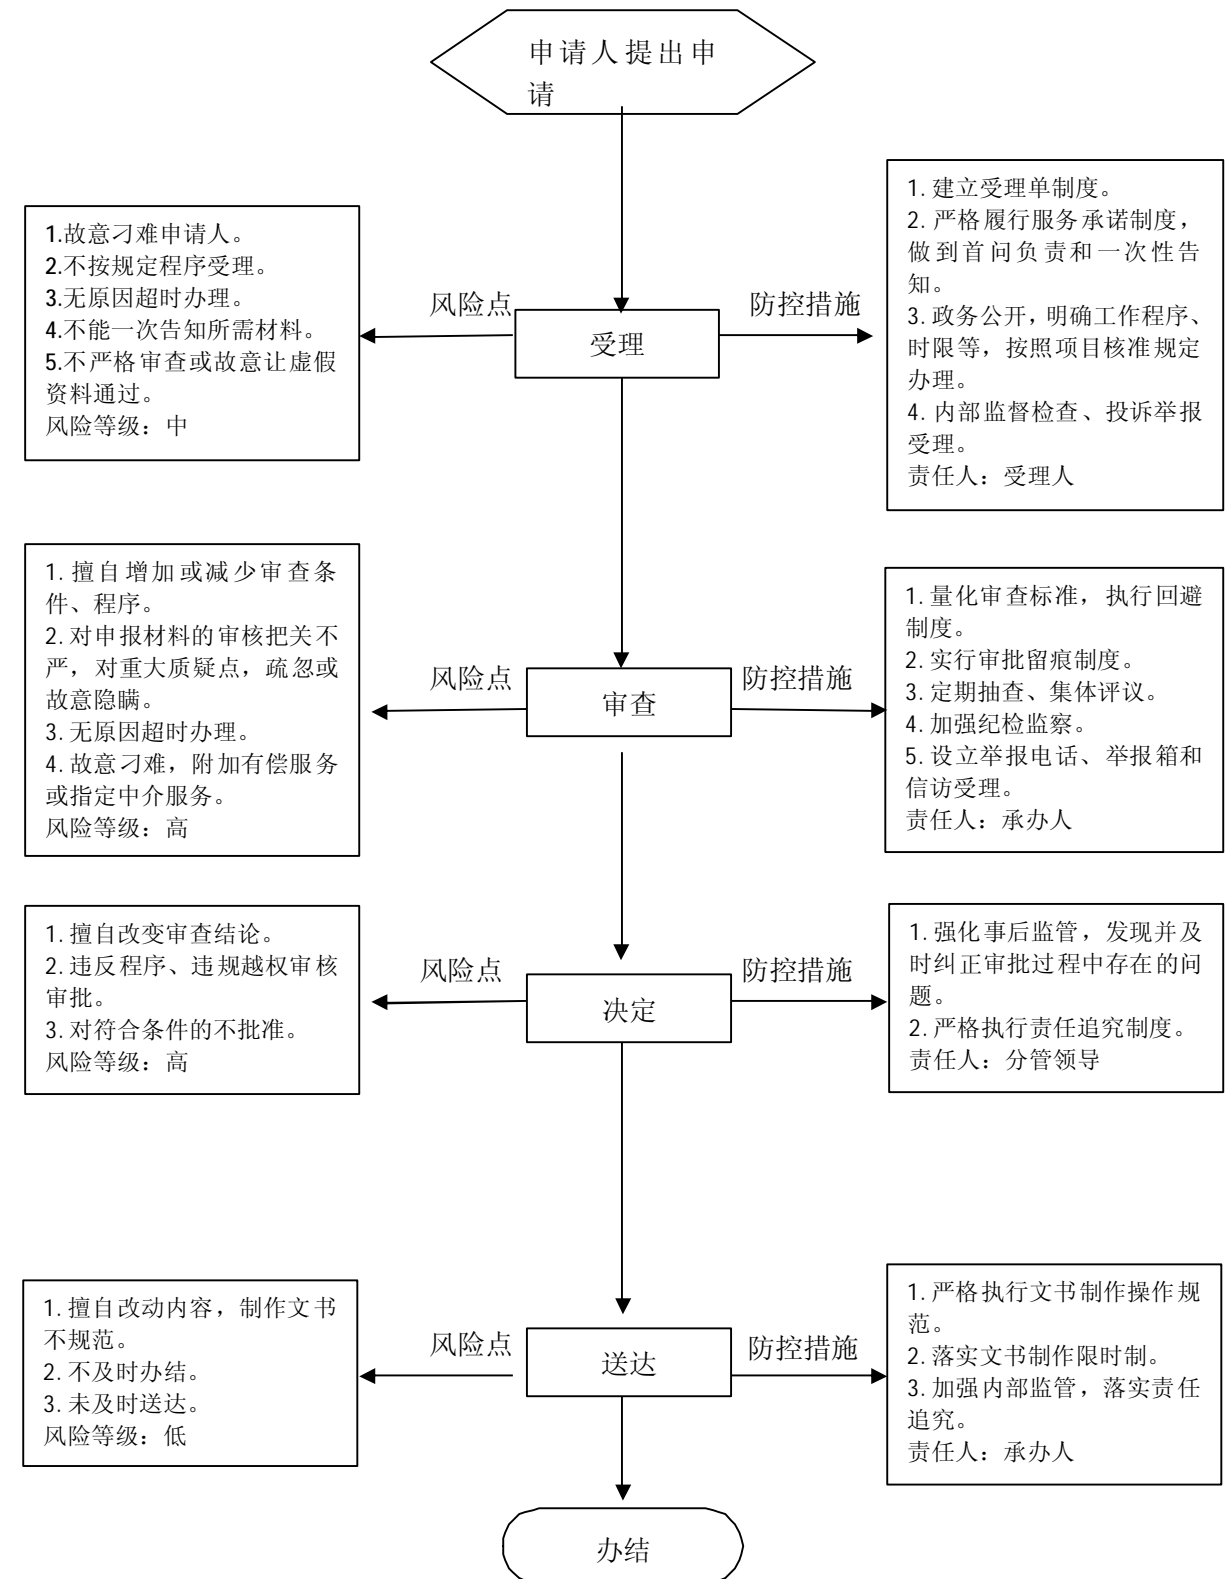 申请人提出申
请
1.故意刁难申请人。
2.不按规定程序受理。
3.无原因超时办理。
4.不能一次告知所需材料。
5.不严格审查或故意让虚假
资料通过。
风险等级：中
风险点
受理
防控措施
1.建立受理单制度。
2.严格履行服务承诺制度，
做到首问负责和一次性告
知。
3.政务公开，明确工作程序、
时限等，按照项目核准规定
办理。
4.内部监督检查、投诉举报
受理。
责任人：受理人
1.擅自增加或减少审查条
件、程序。
2.对申报材料的审核把关不
严，对重大质疑点，疏忽或
故意隐瞒。
3.无原因超时办理。
4.故意刁难，附加有偿服务
或指定中介服务。
风险等级：高
风险点
审查
防控措施
1.量化审查标准，执行回避
制度。
2.实行审批留痕制度。
3.定期抽查、集体评议。
4.加强纪检监察。
5.设立举报电话、举报箱和
信访受理。
责任人：承办人
1.擅自改变审查结论。
2.违反程序、违规越权审核
审批。
3.对符合条件的不批准。
风险等级：高
风险点
决定
防控措施
1.强化事后监管，发现并及
时纠正审批过程中存在的问
题。
2.严格执行责任追究制度。
责任人：分管领导
1.擅自改动内容，制作文书
不规范。
2.不及时办结。
3.未及时送达。
风险等级：低
风险点
送达
防控措施
1.严格执行文书制作操作规
范。
2.落实文书制作限时制。
3.加强内部监管，落实责任
追究。
责任人：承办人
办结